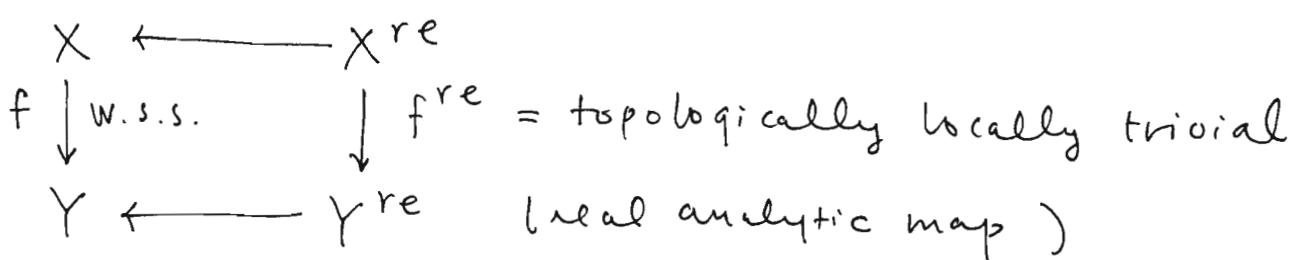 X ← X^re
f ↓ w.s.s. ↓ f^re = topologically locally trivial
Y ← Y^re (real analytic map)